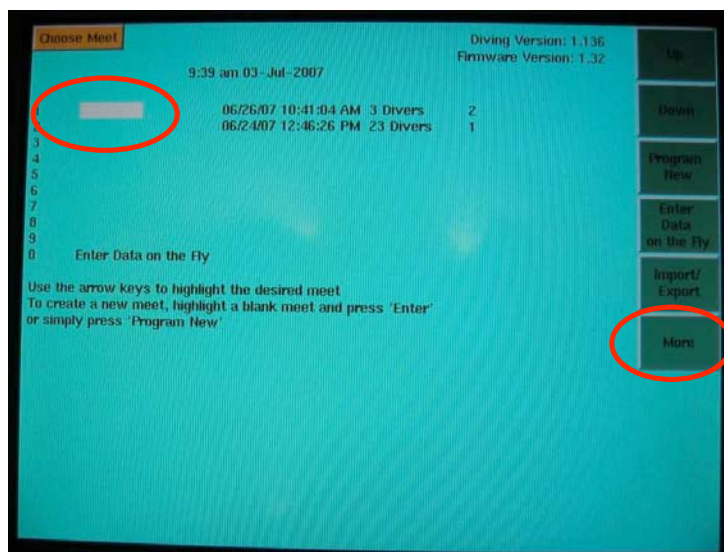 Choose Meet
Diving Version: 1.136
Firmware Version: 1.32
9:39 am 03-Jul-2007
1 06/26/07 10:41:04 AM 3 Divers 2
2 06/24/07 12:46:26 PM 23 Divers 1
3
4
5
6
7
8
9
0 Enter Data on the Fly
Use the arrow keys to highlight the desired meet
To create a new meet, highlight a blank meet and press 'Enter'
or simply press 'Program New'
Up
Down
Program
New
Enter
Data
on the Fly
Import/
Export
More